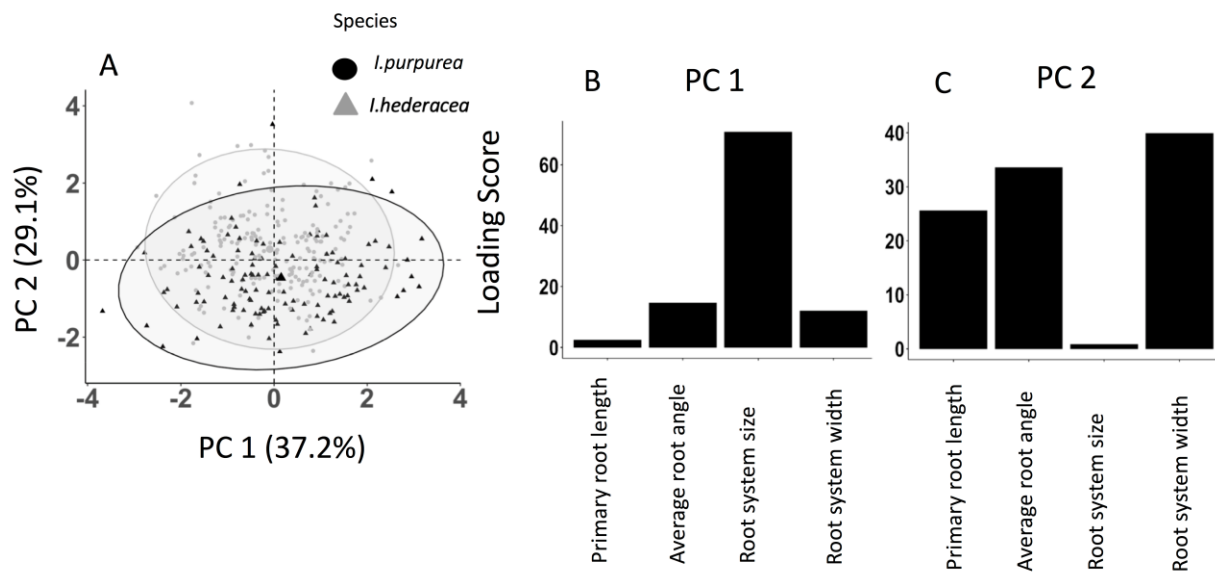 Species
I.purpurea
I.hederacea
A
4
2
0
-2
-4
-2
0
2
4
PC 2 (29.1%)
PC 1 (37.2%)
B
PC 1
Loading Score
60
40
20
0
Primary root length
Average root angle
Root system size
Root system width
C
PC 2
40
30
20
10
0
Primary root length
Average root angle
Root system size
Root system width